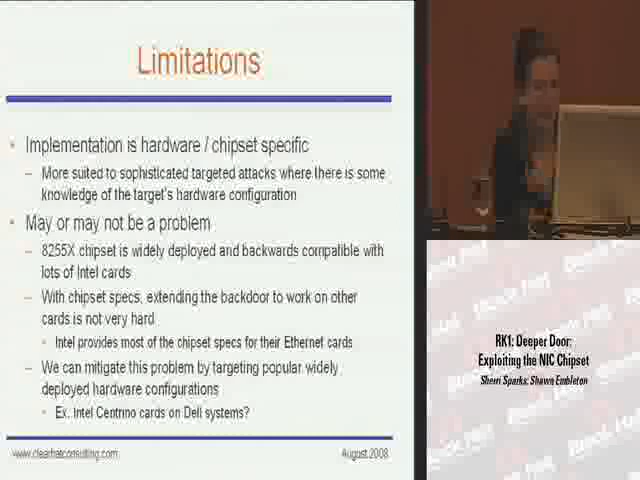 Limitations
Implementation is hardware / chipset specific
More suited to sophisticated targeted attacks where there is some
knowledge of the target's hardware configuration
May or may not be a problem
8255X chipset is widely deployed and backwards compatible with
lots of Intel cards
With chipset specs, extending the backdoor to work on other
cards is not very hard
Intel provides most of the chipset specs for their Ethernet cards
We can mitigate this problem by targeting popular widely
deployed hardware configurations
Ex. Intel Centrino cards on Dell systems?
www.clearhatconsulting.com
August 2008
RK1: Deeper Door:
Exploiting the NIC Chipset
Sherri Sparks: Shawn Embleton